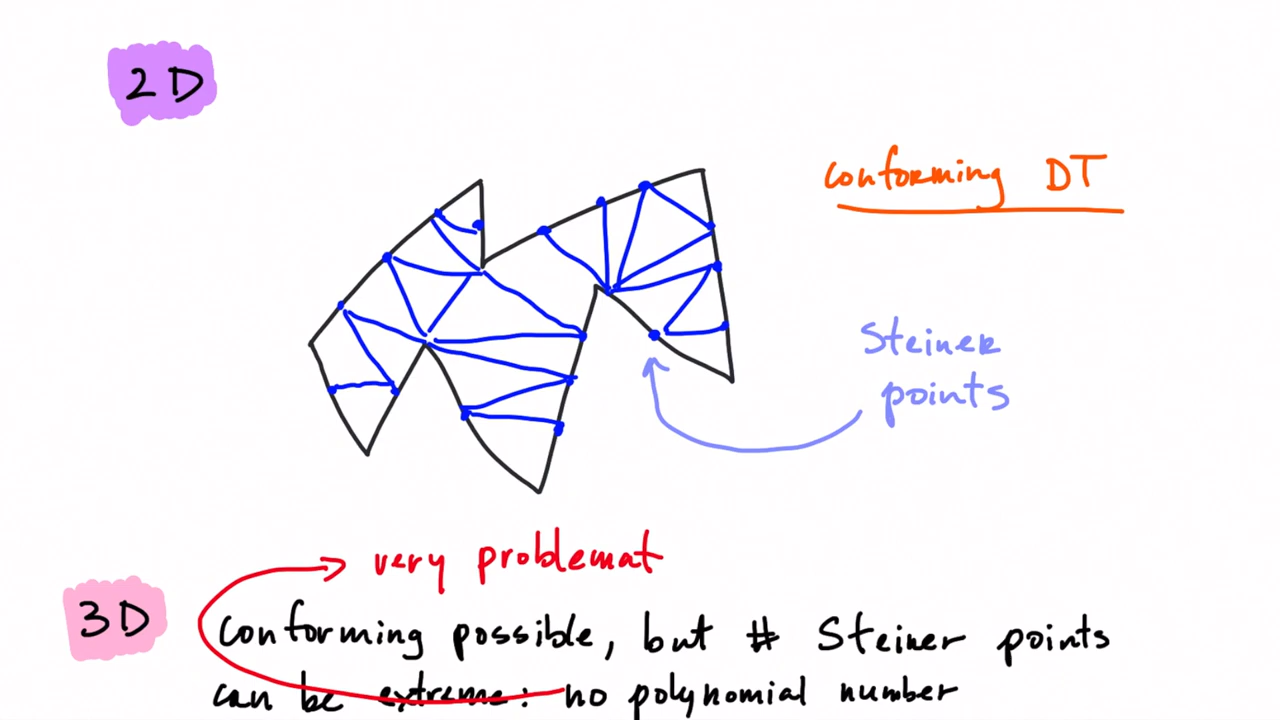 2D
conforming DT
Steiner
points
very problemat
3D
Conforming possible, but # Steiner points
can be extreme: no polynomial number